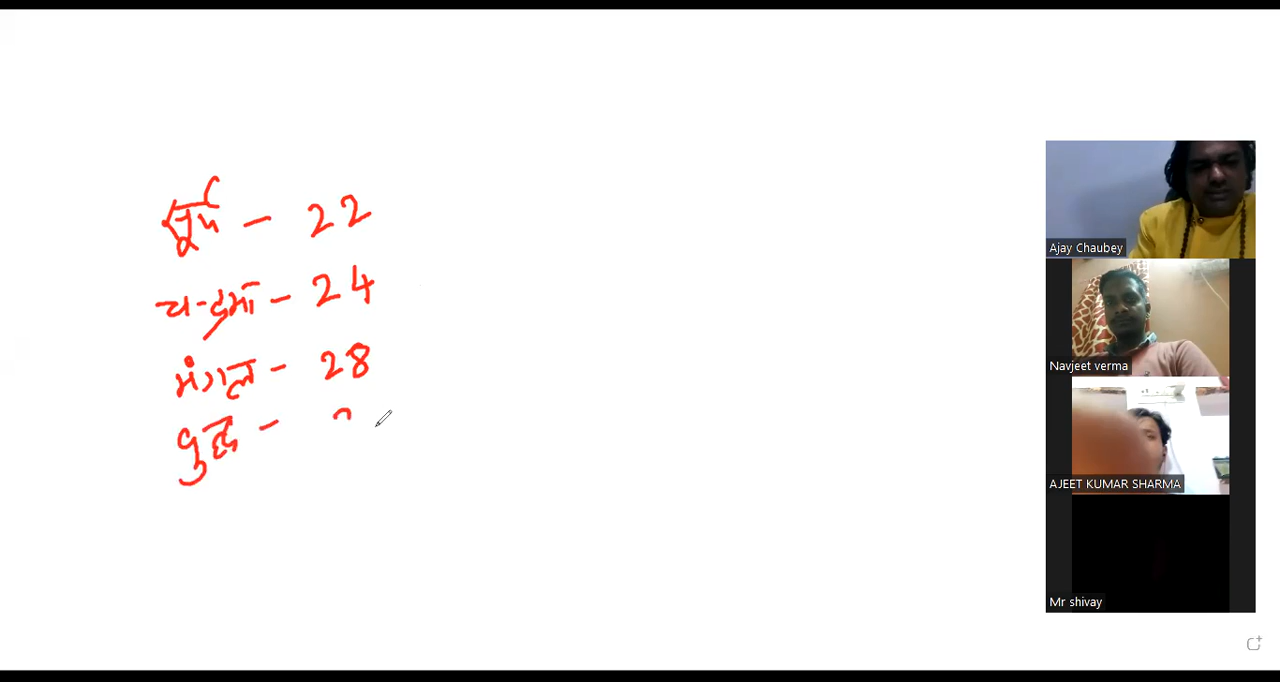 सूर्य - 22
चन्द्रमा - 24
मंगल - 28
बुध -
Ajay Chaubey
Navjeet verma
AJEET KUMAR SHARMA
Mr shivay